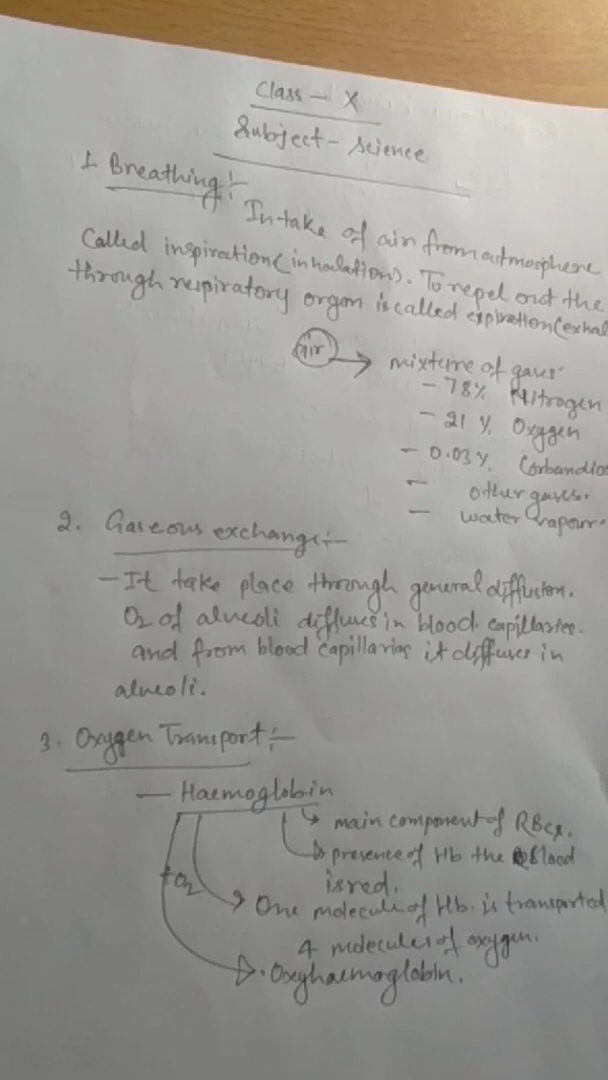 Class - X
Subject - Science
1. Breathing :-
Intake of air from atmosphere
Called inspiration (inhalation). To repel out the
through respiratory organ is called expiration (exhal
air → mixture of gases
- 78% Nitrogen
- 21 % Oxygen
- 0.03 % Corbandio
- other gases.
- water vapour.
2. Gaseous exchange :-
- It take place through general diffusion.
O2 of alveoli diffuses in blood capillaries.
and from blood capillaries it diffuses in
alveoli.
3. Oxygen Transport :-
- Haemoglobin
→ main component of RBCs.
→ presence of Hb the blood
is red.
+ O2
→ One molecule of Hb. is transported
4 molecules of oxygen.
→ Oxyhaemoglobin.